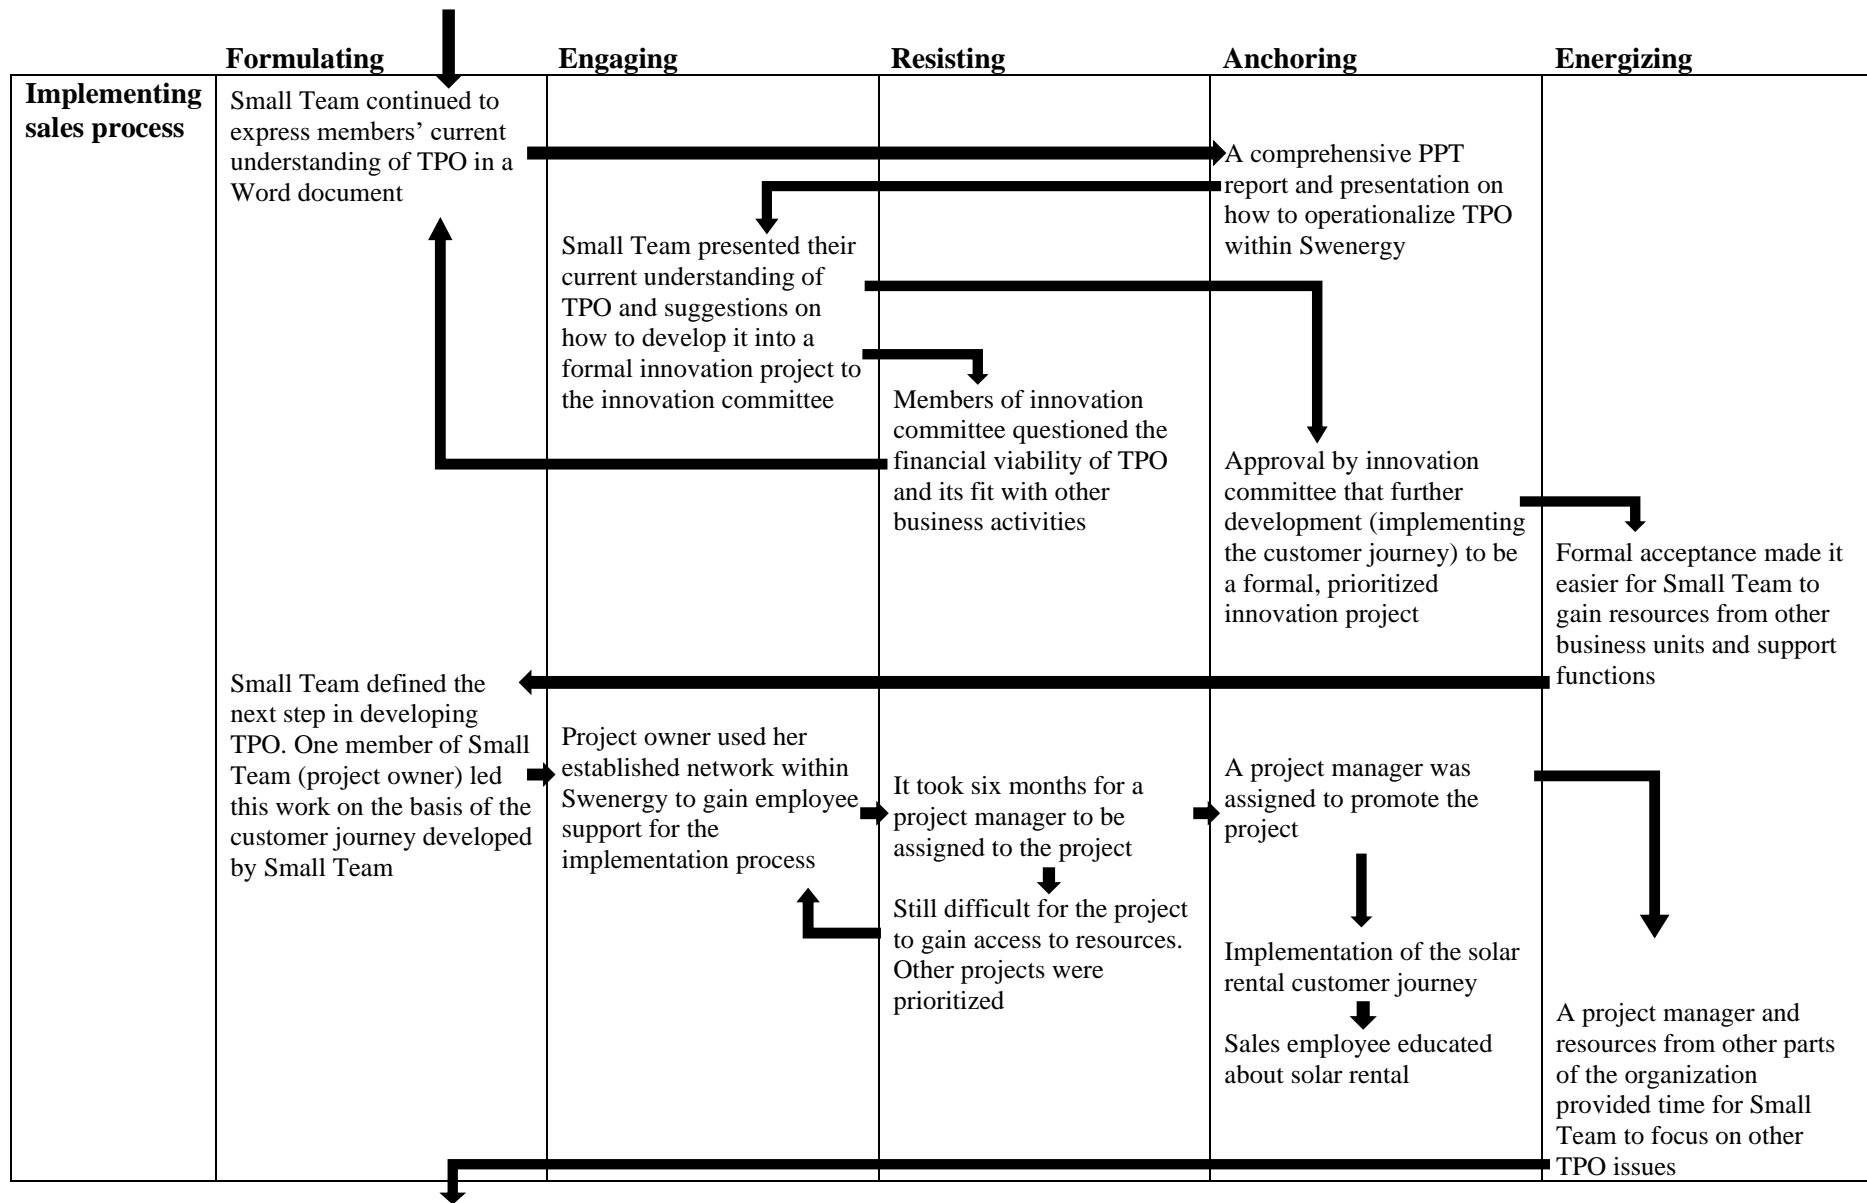 Formulating
Engaging
Resisting
Anchoring
Energizing
Implementing
sales process
Small Team continued to
express members’ current
understanding of TPO in a
Word document
A comprehensive PPT
report and presentation on
how to operationalize TPO
within Swenergy
Small Team presented their
current understanding of
TPO and suggestions on
how to develop it into a
formal innovation project to
the innovation committee
Members of innovation
committee questioned the
financial viability of TPO
and its fit with other
business activities
Approval by innovation
committee that further
development (implementing
the customer journey) to be
a formal, prioritized
innovation project
Formal acceptance made it
easier for Small Team to
gain resources from other
business units and support
functions
Small Team defined the
next step in developing
TPO. One member of Small
Team (project owner) led
this work on the basis of the
customer journey developed
by Small Team
Project owner used her
established network within
Swenergy to gain employee
support for the
implementation process
It took six months for a
project manager to be
assigned to the project
Still difficult for the project
to gain access to resources.
Other projects were
prioritized
A project manager was
assigned to promote the
project
Implementation of the solar
rental customer journey
Sales employee educated
about solar rental
A project manager and
resources from other parts
of the organization
provided time for Small
Team to focus on other
TPO issues